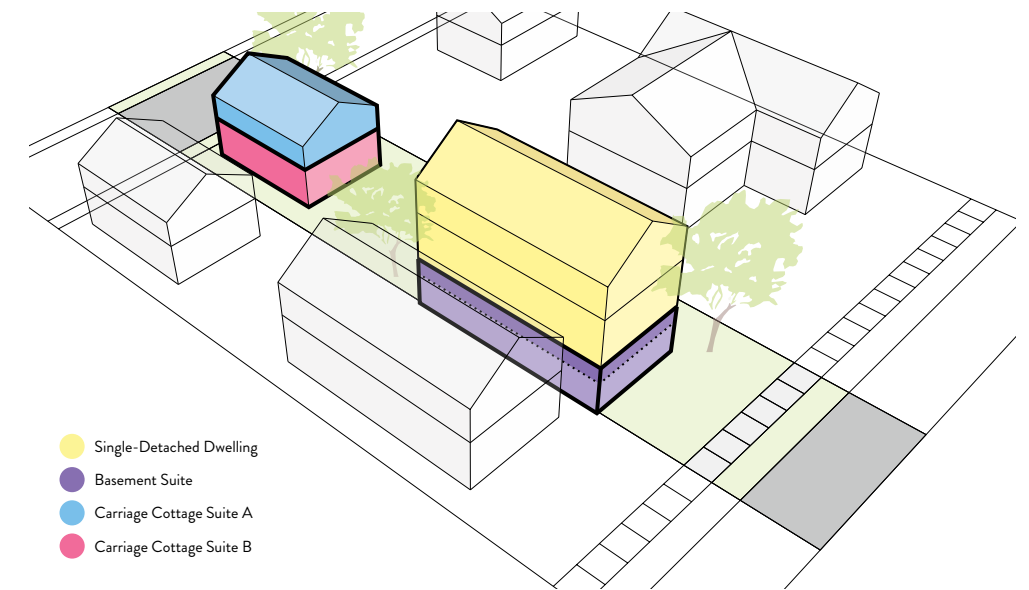 Single-Detached Dwelling
Basement Suite
Carriage Cottage Suite A
Carriage Cottage Suite B